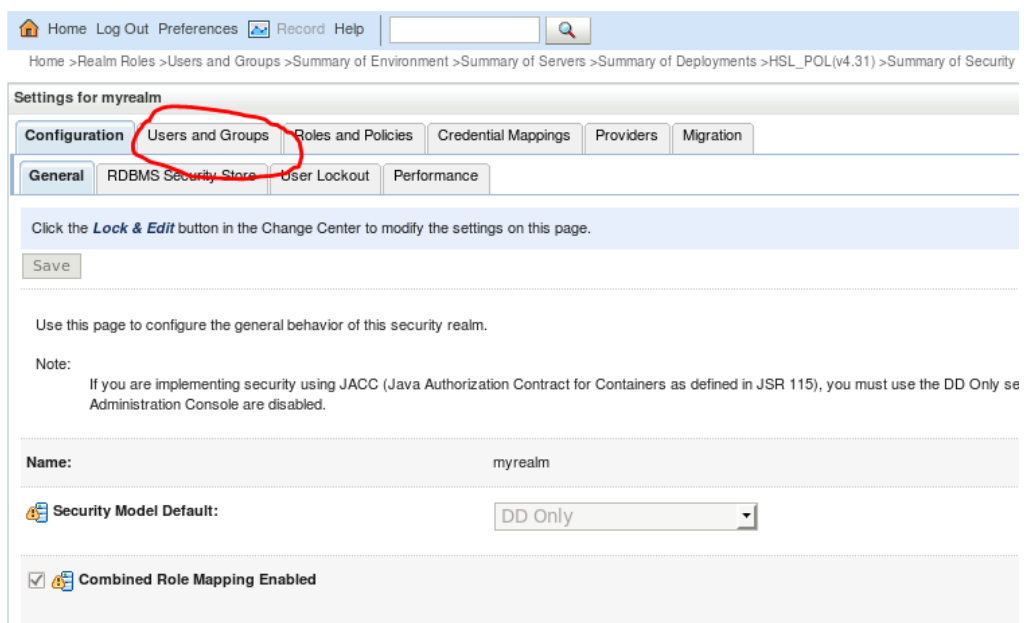 Home Log Out Preferences Record Help
Home >Realm Roles >Users and Groups >Summary of Environment >Summary of Servers >Summary of Deployments >HSL_POL(v4.31) >Summary of Security
Settings for myrealm
Configuration Users and Groups Roles and Policies Credential Mappings Providers Migration
General RDBMS Security Store User Lockout Performance
Click the Lock & Edit button in the Change Center to modify the settings on this page.
Save
Use this page to configure the general behavior of this security realm.
Note:
If you are implementing security using JACC (Java Authorization Contract for Containers as defined in JSR 115), you must use the DD Only se
Administration Console are disabled.
Name: myrealm
Security Model Default: DD Only
Combined Role Mapping Enabled